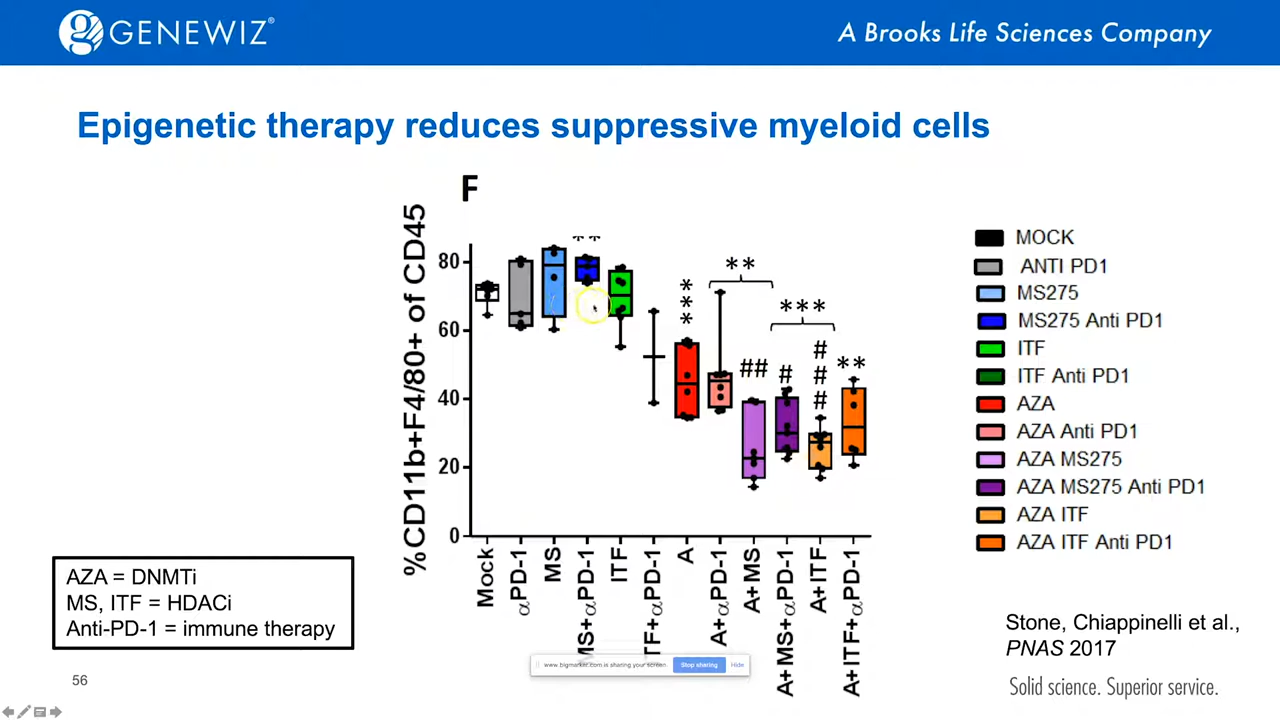 GENEWIZ®
A Brooks Life Sciences Company
Epigenetic therapy reduces suppressive myeloid cells
F
%CD11b+F4/80+ of CD45
80
60
40
20
0
**
***
**
##
***
#
###
**
Mock
αPD-1
MS
MS+αPD-1
ITF
ITF+αPD-1
A
A+αPD-1
A+MS
A+MS+αPD-1
A+ITF
A+ITF+αPD-1
MOCK
ANTI PD1
MS275
MS275 Anti PD1
ITF
ITF Anti PD1
AZA
AZA Anti PD1
AZA MS275
AZA MS275 Anti PD1
AZA ITF
AZA ITF Anti PD1
AZA = DNMTi
MS, ITF = HDACi
Anti-PD-1 = immune therapy
Stone, Chiappinelli et al.,
PNAS 2017
www.bigmarker.com is sharing your screen.
Stop sharing
Hide
56
Solid science. Superior service.